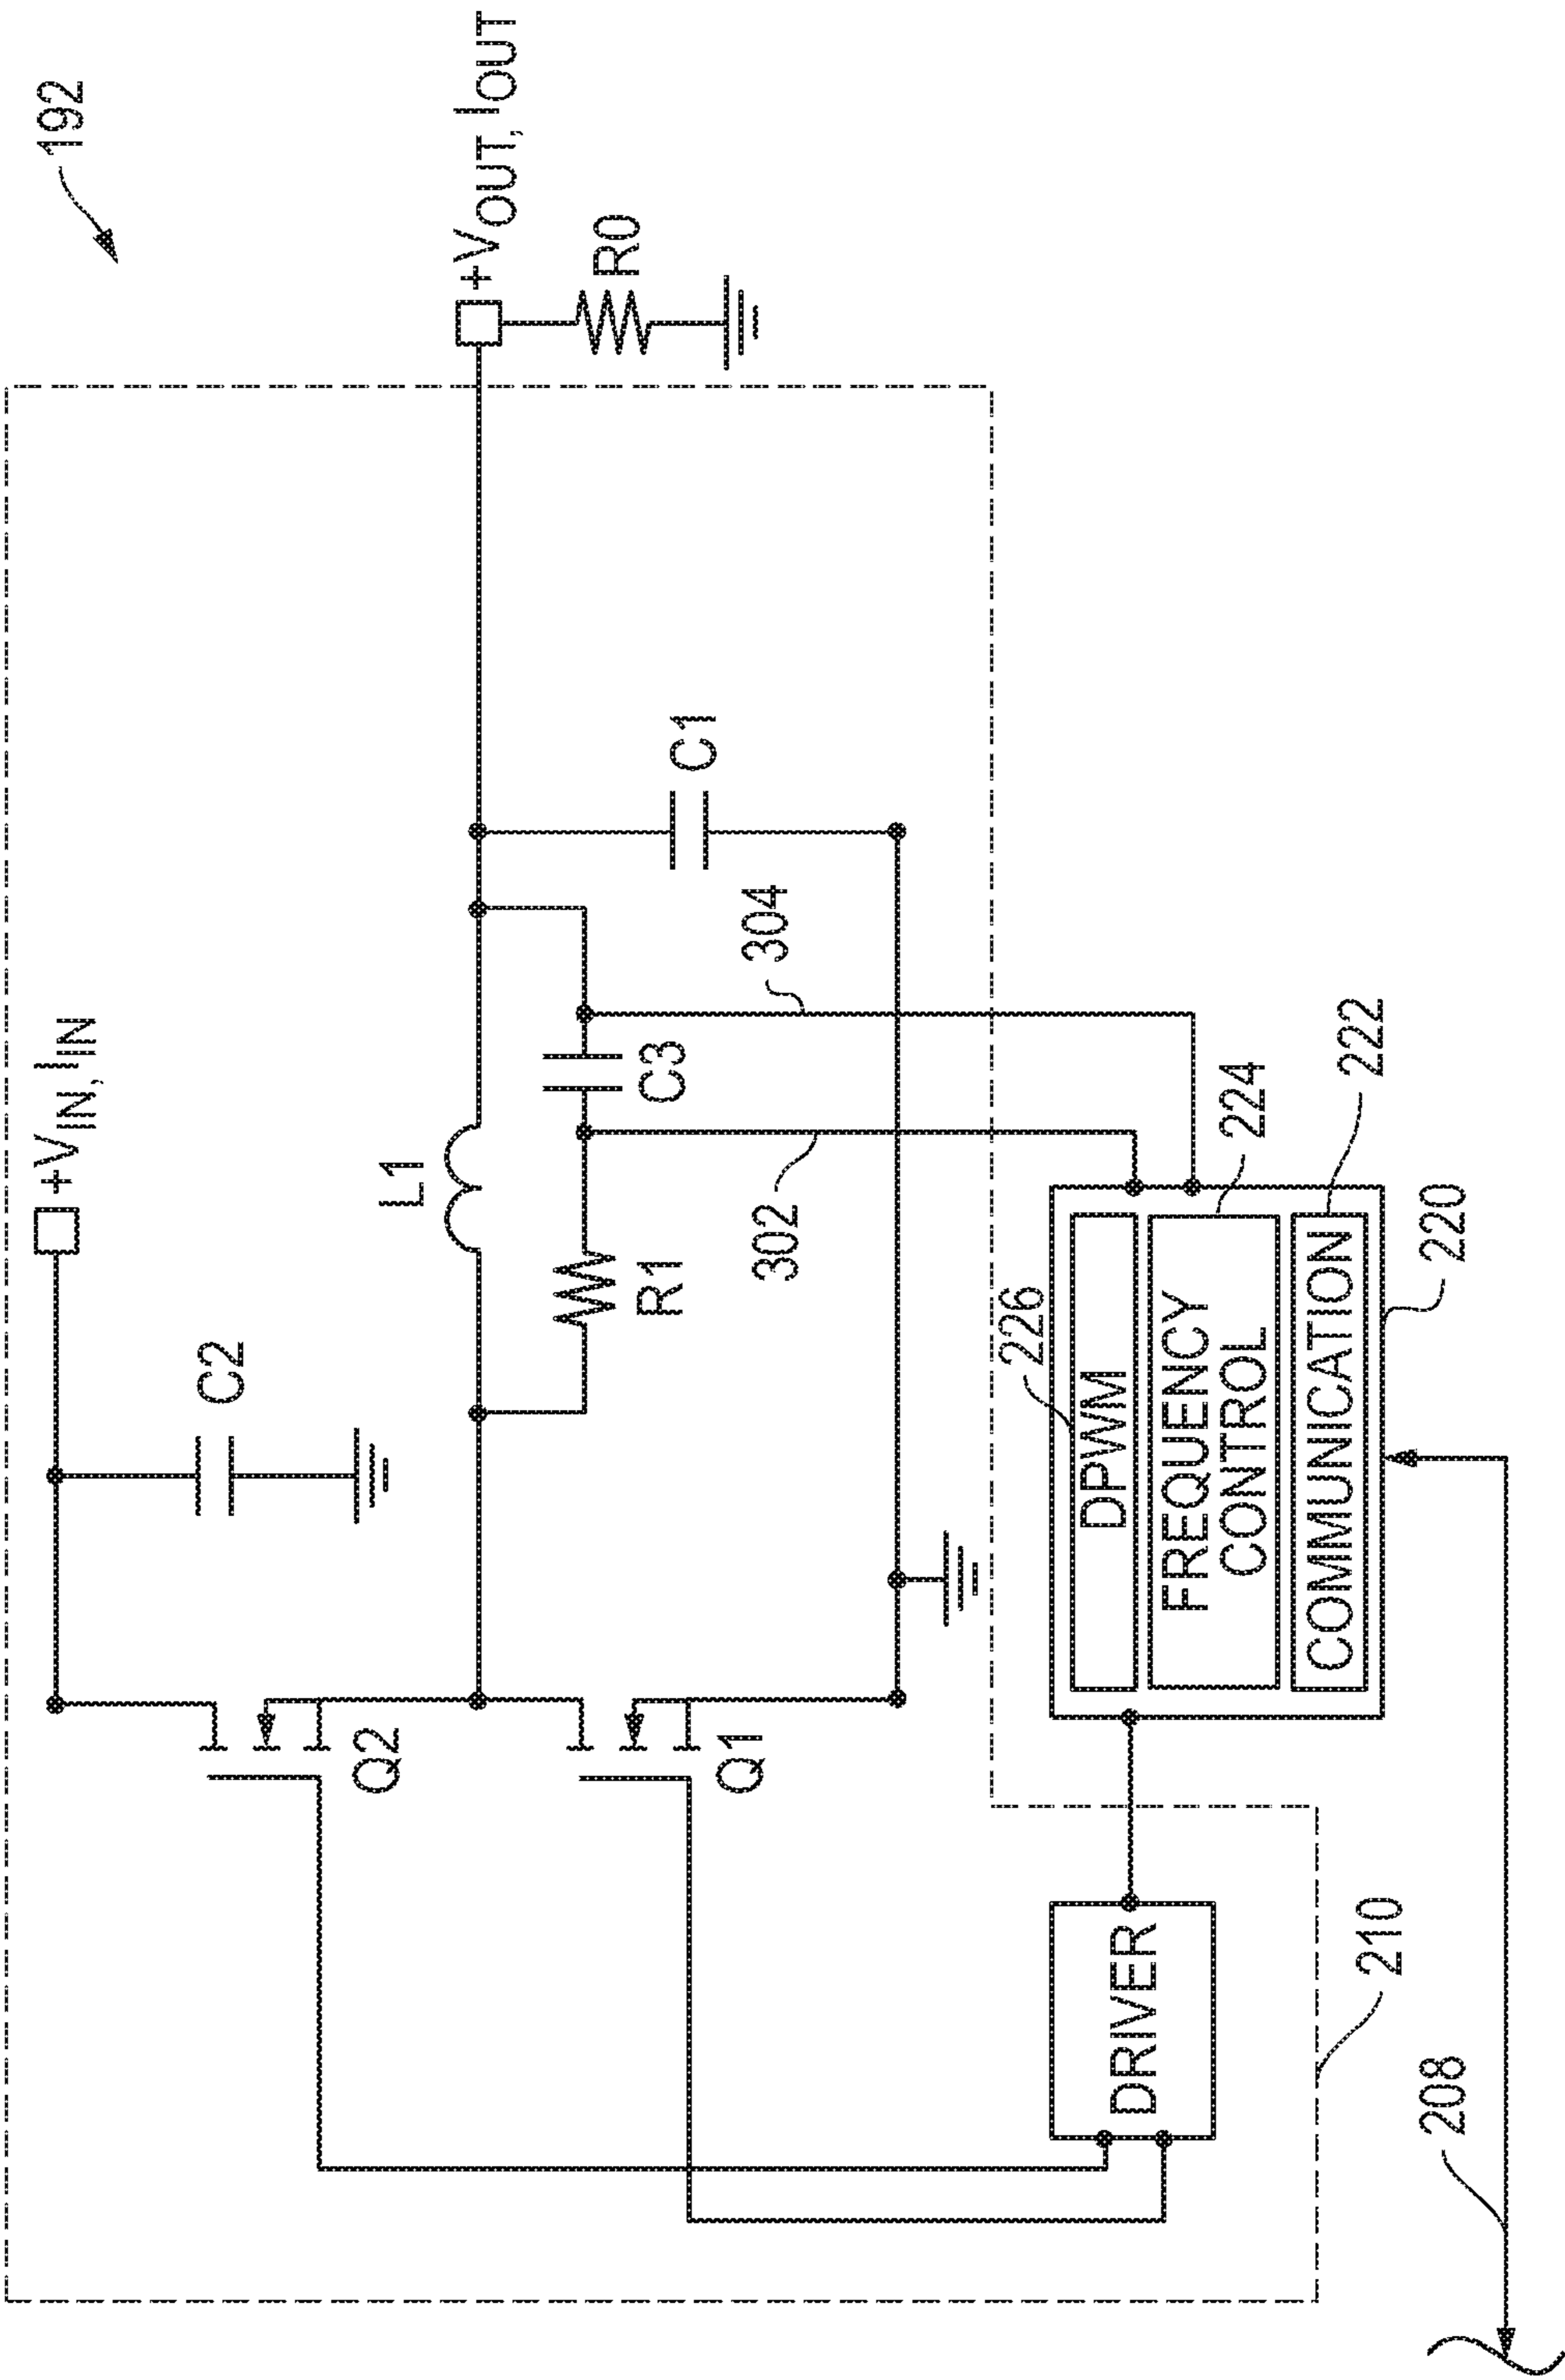 192
+VIN, IIN
C2
+VOUT, IOUT
L1
R0
Q2
R1
C3
C1
Q1
302
304
226
DPWM
224
FREQUENCY
CONTROL
DRIVER
COMMUNICATION
222
210
220
208